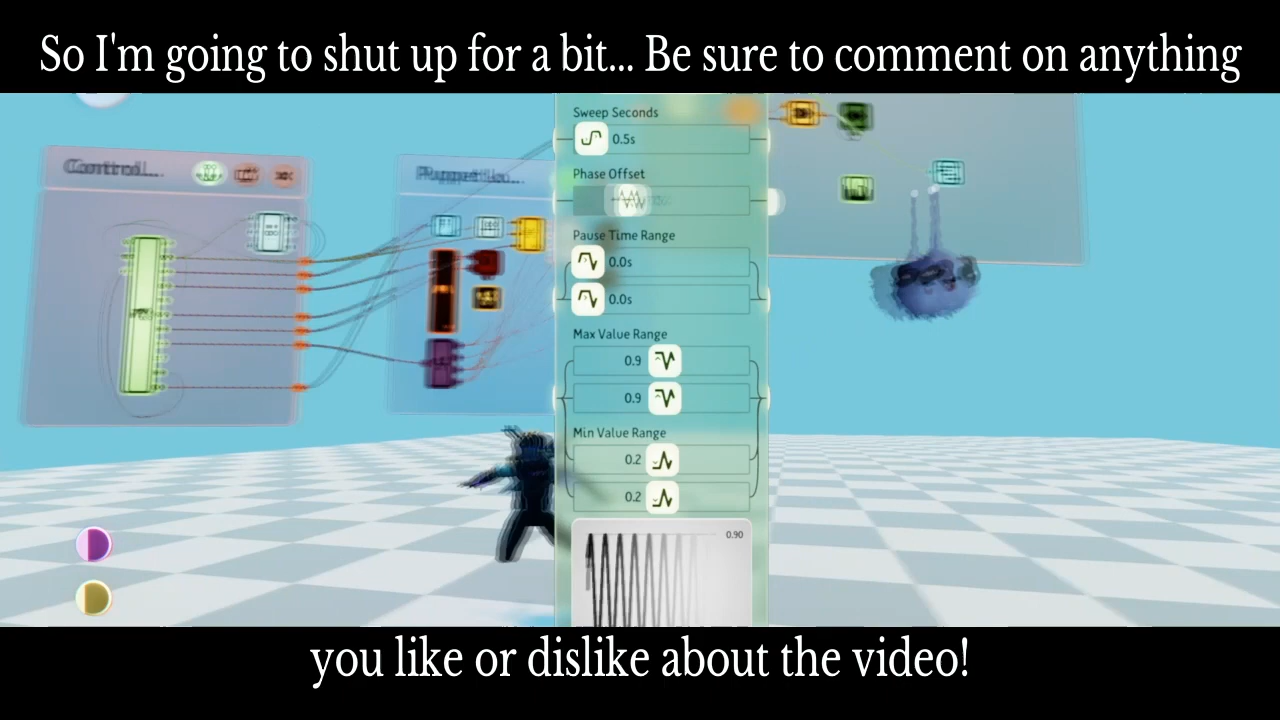 So I'm going to shut up for a bit... Be sure to comment on anything
Control...
Sweep Seconds
0.5s
Phase Offset
Pause Time Range
0.0s
0.0s
Max Value Range
0.9
0.9
Min Value Range
0.2
0.2
0.90
you like or dislike about the video!